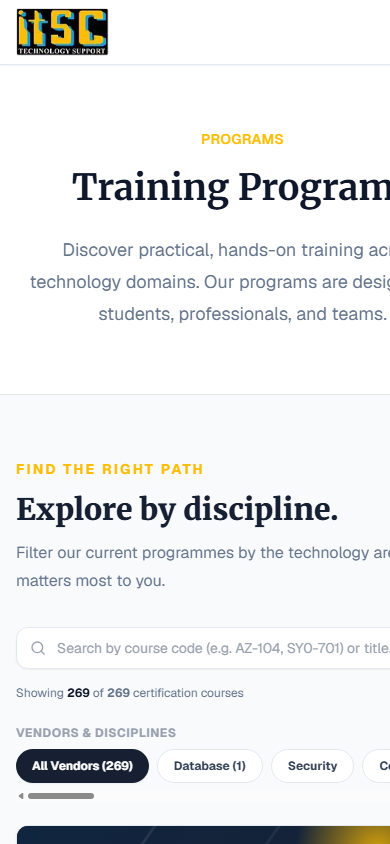 itSC
TECHNOLOGY SUPPORT
PROGRAMS
Training Program
Discover practical, hands-on training
technology domains. Our programs are
students, professionals, and teams.
FIND THE RIGHT PATH
Explore by discipline.
Filter our current programmes by the technology
matters most to you.
Search by course code (e.g. AZ-104, SY0-701) or title.
Showing 269 of 269 certification courses
VENDORS & DISCIPLINES
All Vendors (269)
Database (1)
Security